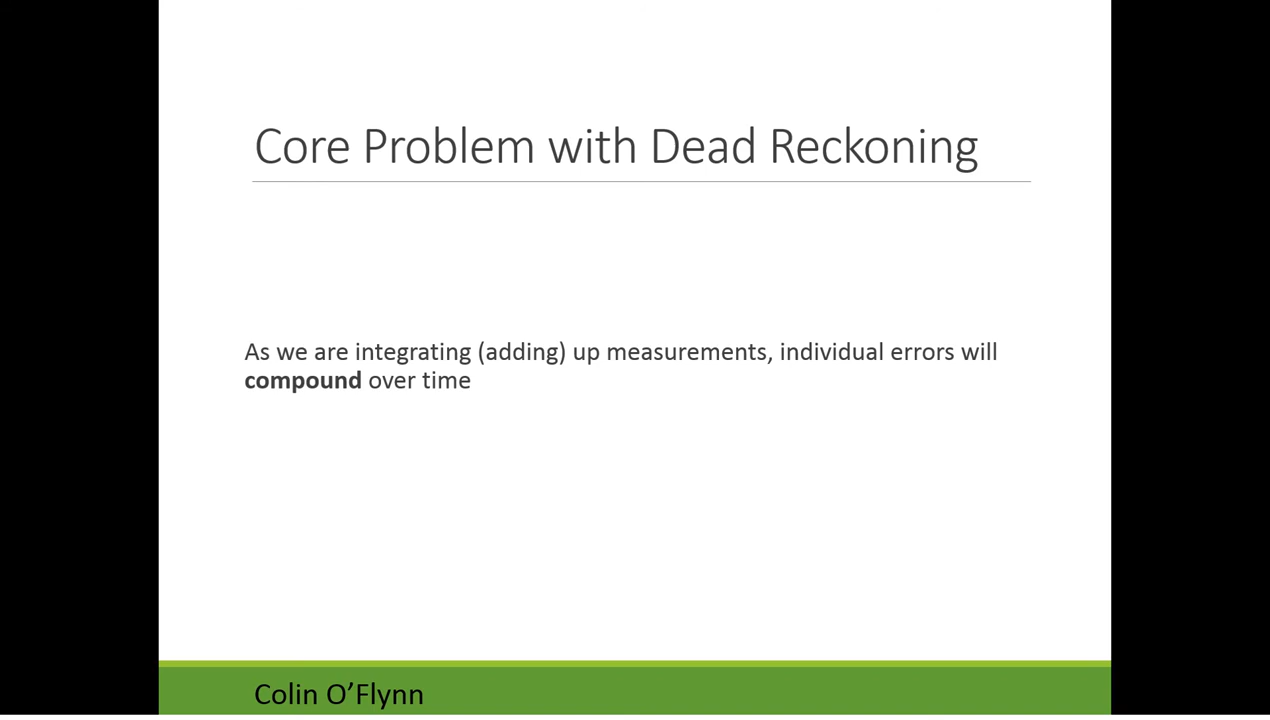 Core Problem with Dead Reckoning
As we are integrating (adding) up measurements, individual errors will
compound over time
Colin O’Flynn